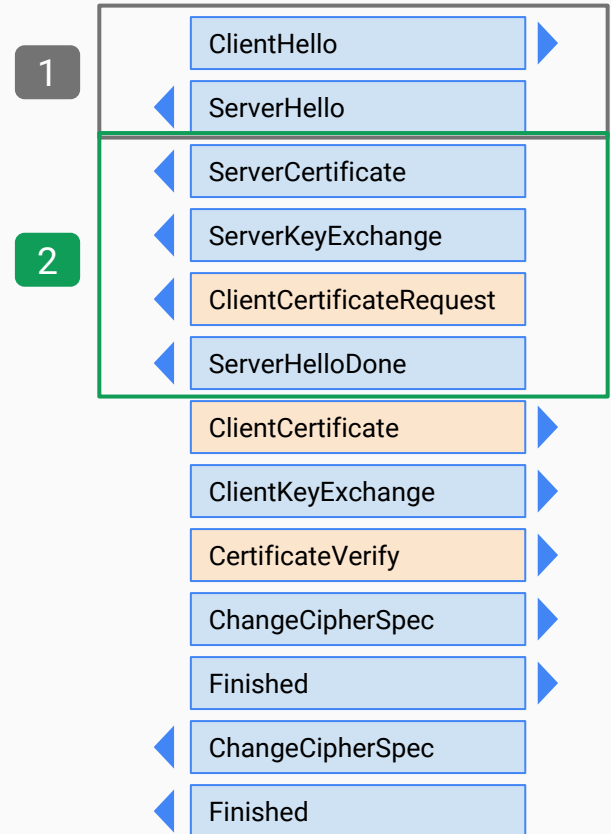 1
ClientHello
ServerHello
2
ServerCertificate
ServerKeyExchange
ClientCertificateRequest
ServerHelloDone
ClientCertificate
ClientKeyExchange
CertificateVerify
ChangeCipherSpec
Finished
ChangeCipherSpec
Finished